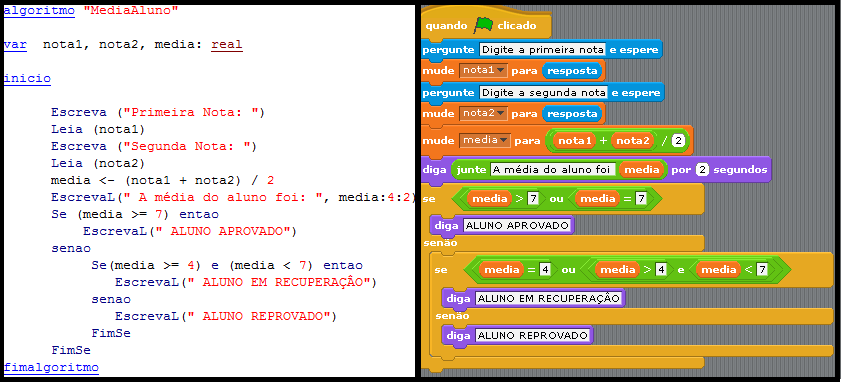 algoritmo "MediaAluno"
var nota1, nota2, media: real
inicio
Escreva ("Primeira Nota: ")
Leia (nota1)
Escreva ("Segunda Nota: ")
Leia (nota2)
media <- (nota1 + nota2) / 2
EscrevaL(" A média do aluno foi: ", media:4:2)
Se (media >= 7) entao
EscrevaL(" ALUNO APROVADO")
senao
Se(media >= 4) e (media < 7) entao
EscrevaL(" ALUNO EM RECUPERAÇÂO")
senao
EscrevaL(" ALUNO REPROVADO")
FimSe
FimSe
fimalgoritmo
quando clicado
pergunte Digite a primeira nota e espere
mude nota1 para resposta
pergunte Digite a segunda nota e espere
mude nota2 para resposta
mude media para nota1 + nota2 / 2
diga junte A média do aluno foi media por 2 segundos
se media > 7 ou media = 7
diga ALUNO APROVADO
senão
se media = 4 ou media > 4 e media < 7
diga ALUNO EM RECUPERAÇÂO
senão
diga ALUNO REPROVADO